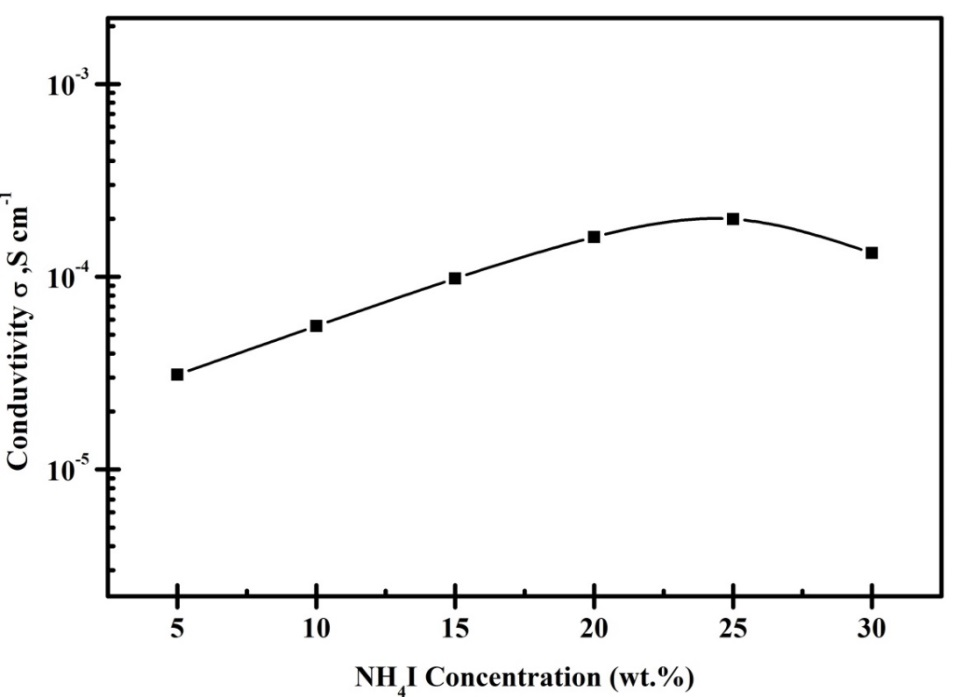 10⁻³
10⁻⁴
10⁻⁵
Conduvtivity σ ,S cm⁻¹
5 10 15 20 25 30
NH₄I Concentration (wt.%)